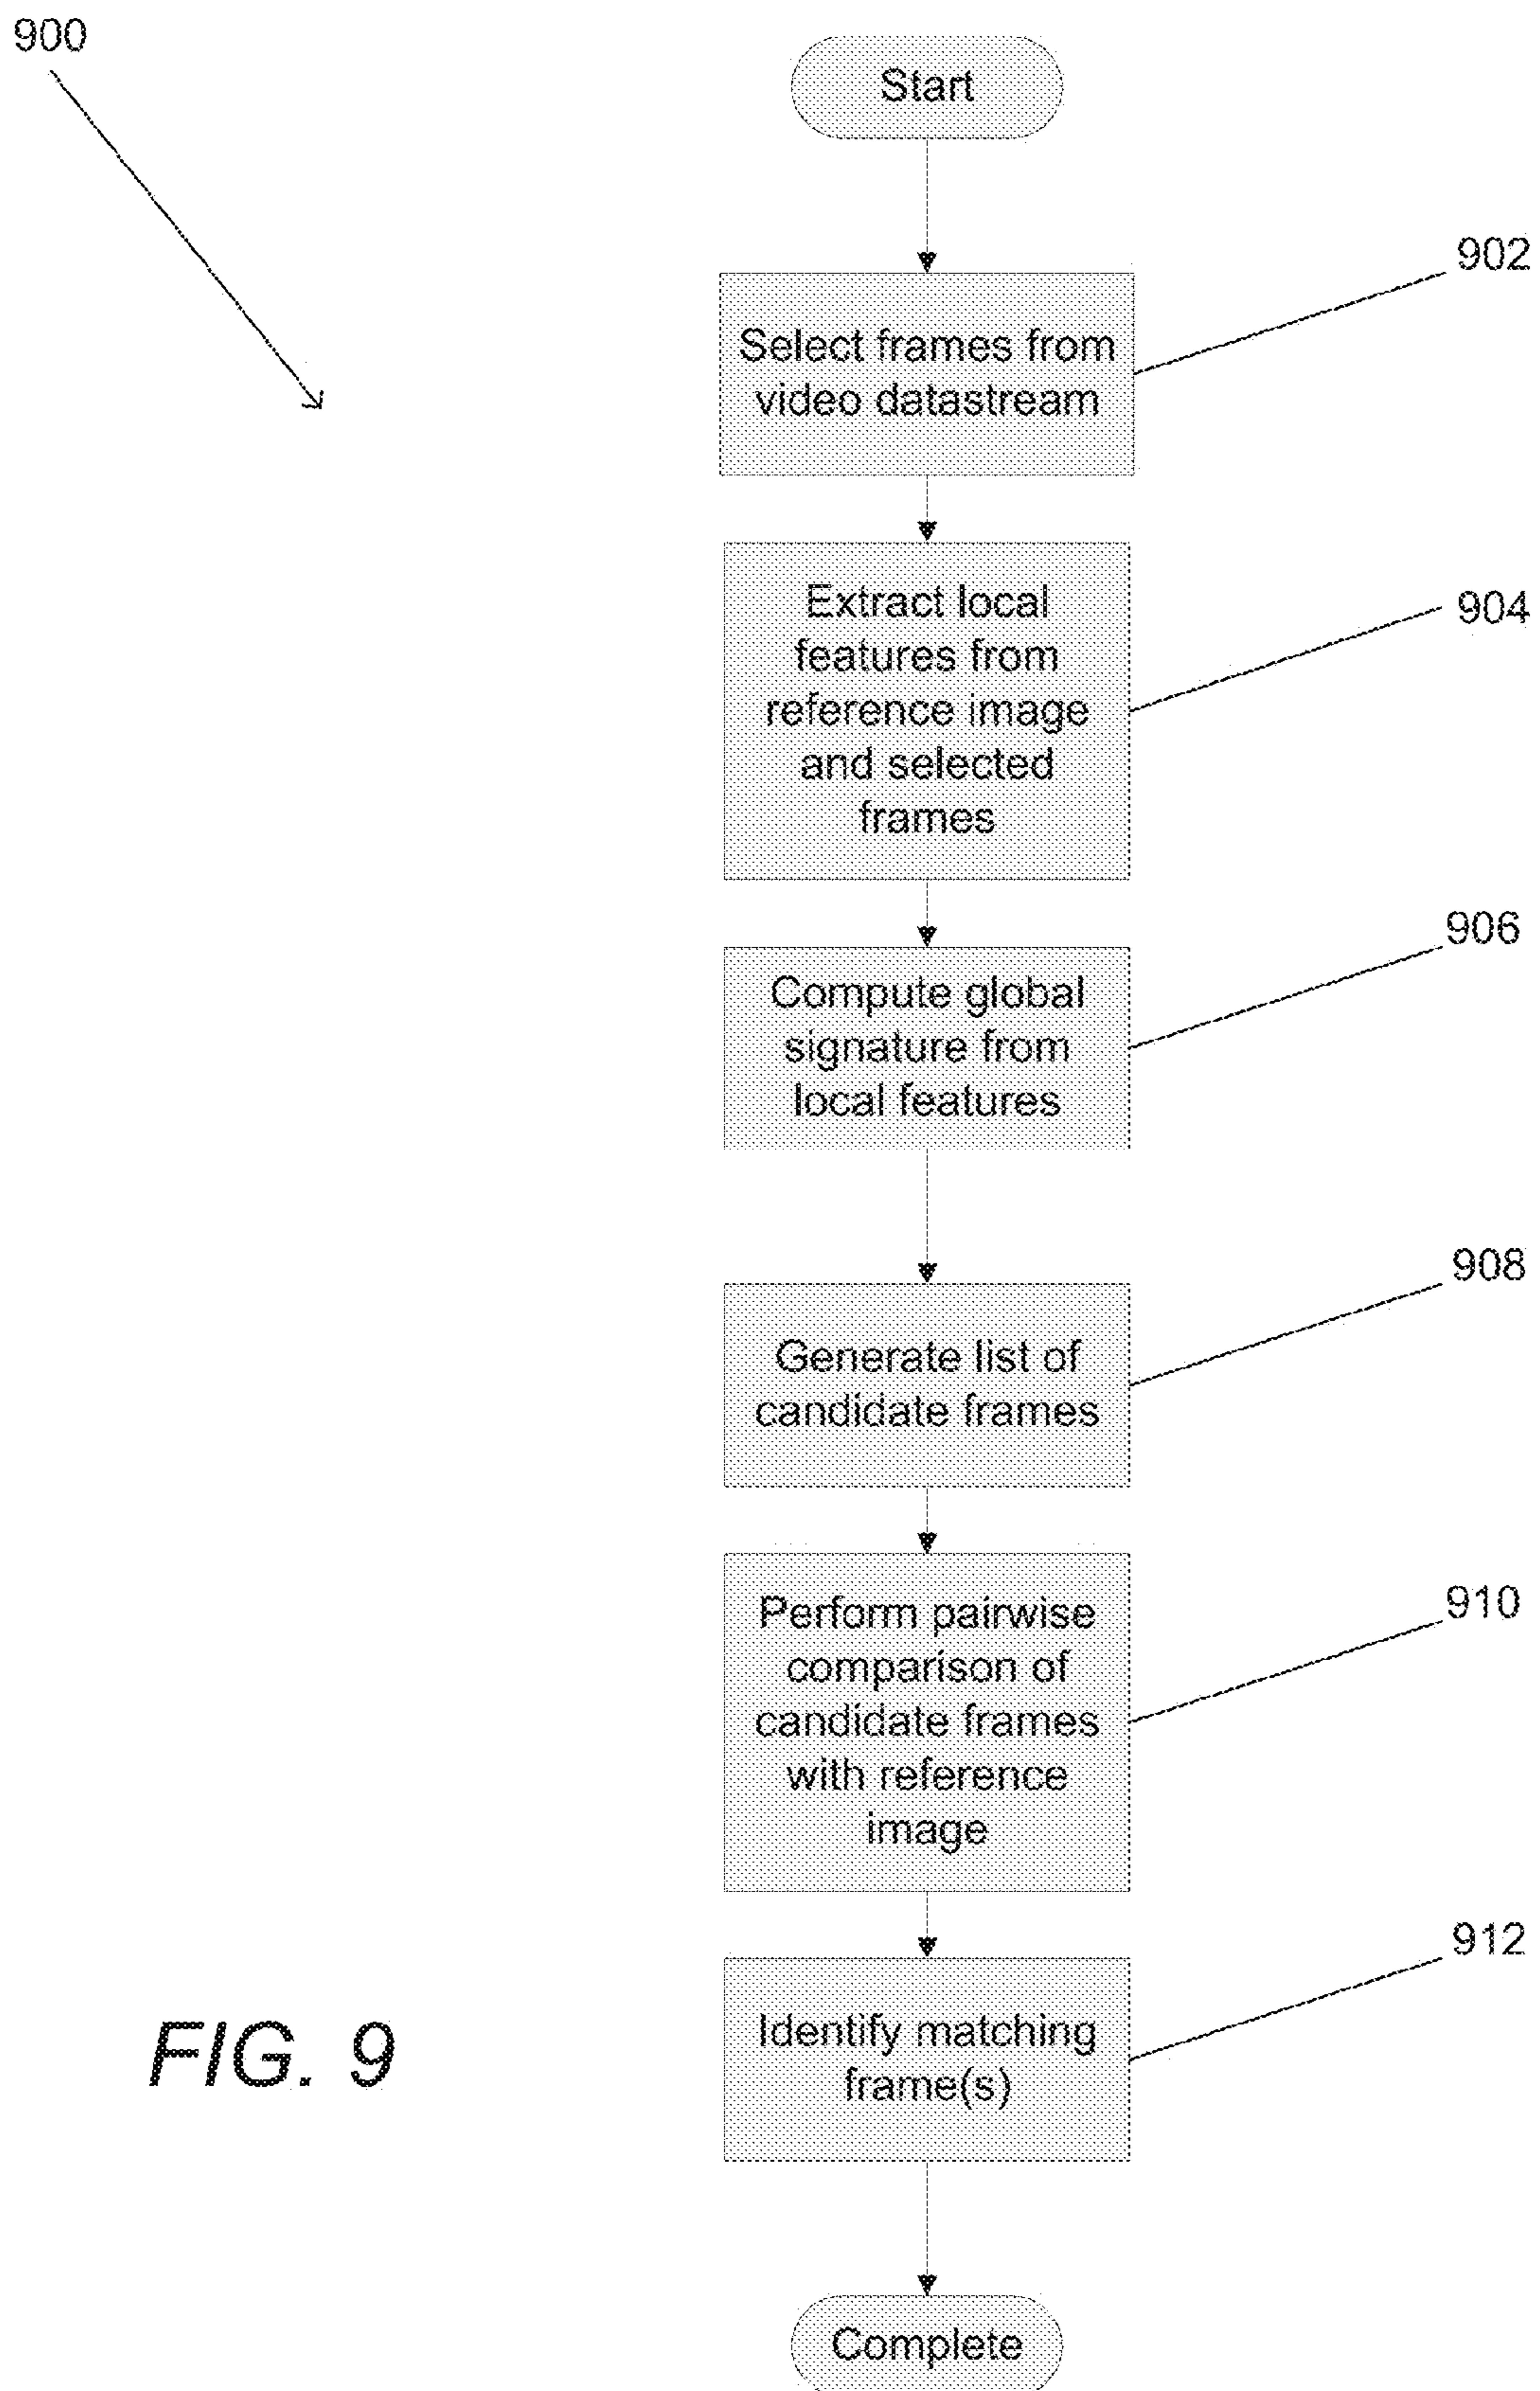 900
Start
902
Select frames from
video datastream
904
Extract local
features from
reference image
and selected
frames
906
Compute global
signature from
local features
908
Generate list of
candidate frames
910
Perform pairwise
comparison of
candidate frames
with reference
image
912
Identify matching
frame(s)
FIG. 9
Complete